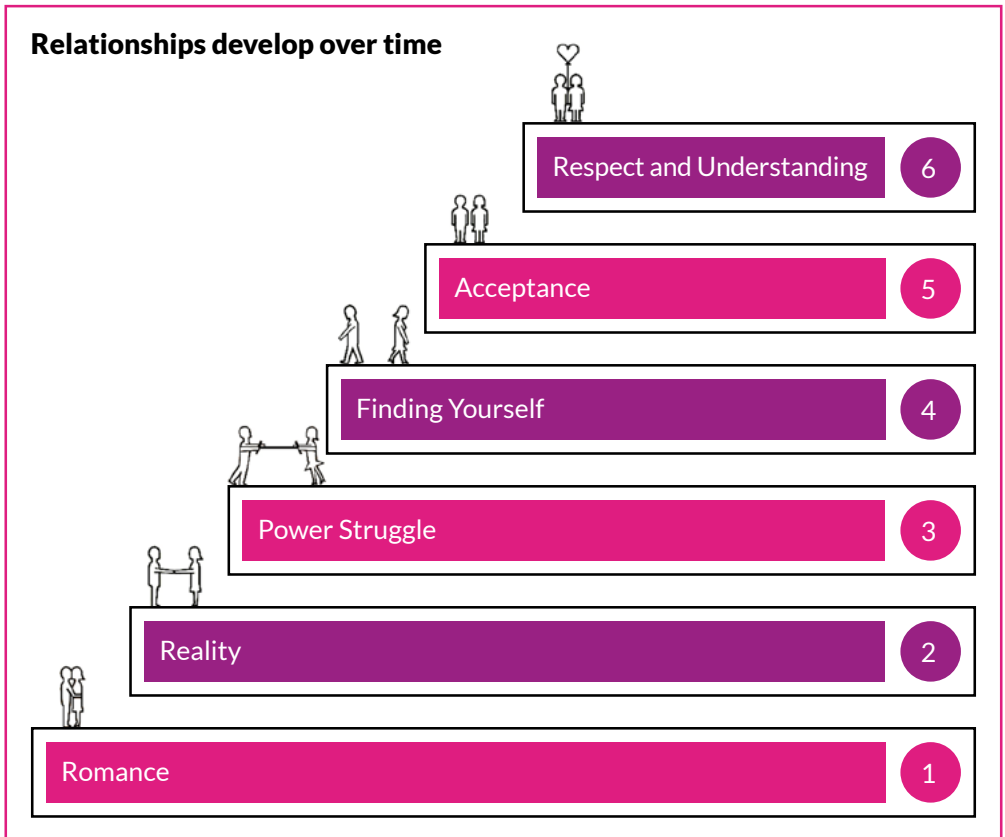 Relationships develop over time
Respect and Understanding 6
Acceptance 5
Finding Yourself 4
Power Struggle 3
Reality 2
Romance 1